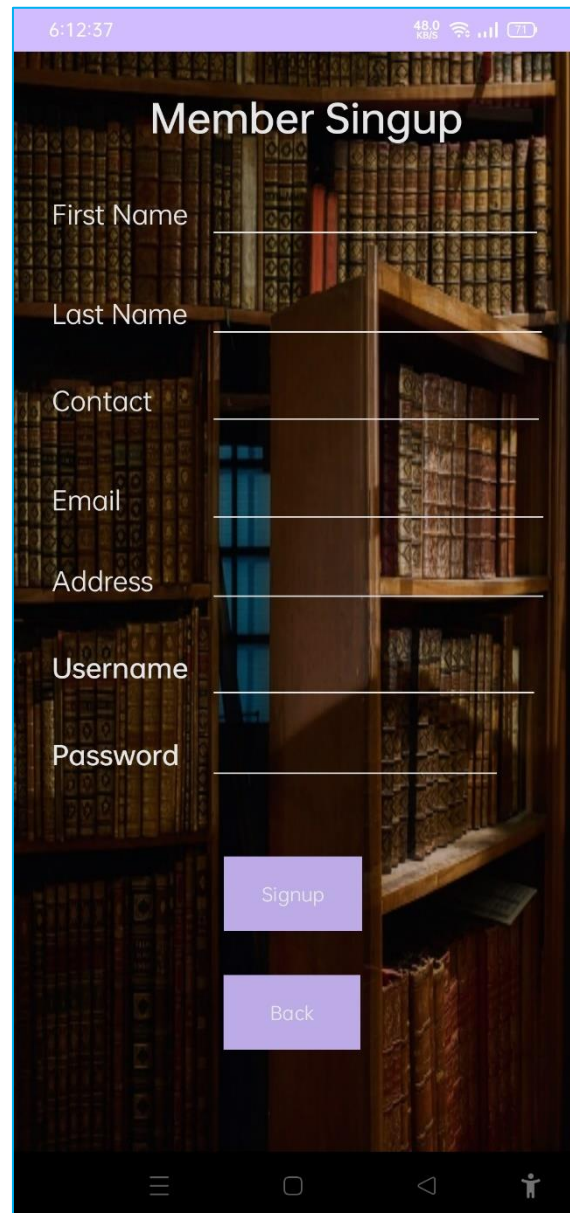 6:12:37 48.0 KB/S 71
Member Singup
First Name
Last Name
Contact
Email
Address
Username
Password
Signup
Back